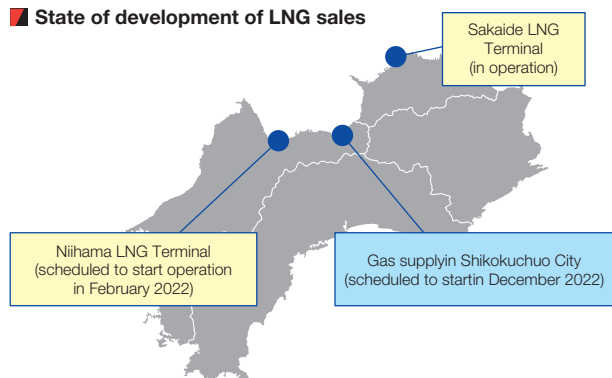 State of development of LNG sales
Sakaide LNG
Terminal
(in operation)
Niihama LNG Terminal
(scheduled to start operation
in February 2022)
Gas supplyin Shikokuchuo City
(scheduled to startin December 2022)